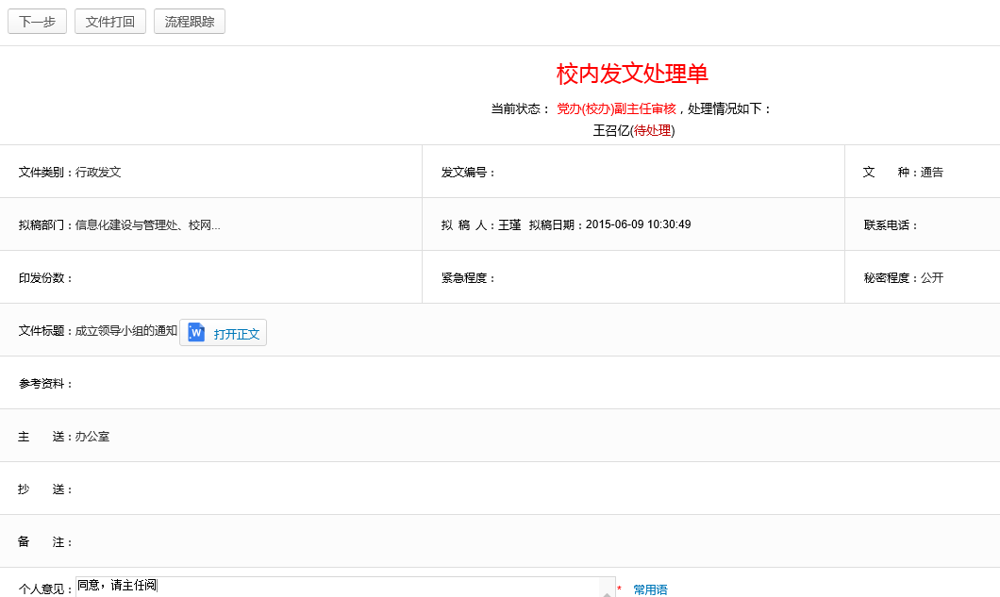 下一步 文件打回 流程跟踪
校内发文处理单
当前状态： 党办(校办)副主任审核，处理情况如下：
王召亿(待处理)
文件类别：行政发文 发文编号： 文 种：通告
拟稿部门：信息化建设与管理处、校网... 拟 稿 人：王瑾 拟稿日期：2015-06-09 10:30:49 联系电话：
印发份数： 紧急程度： 秘密程度：公开
文件标题：成立领导小组的通知 打开正文
参考资料：
主 送：办公室
抄 送：
备 注：
个人意见：同意，请主任阅 * 常用语